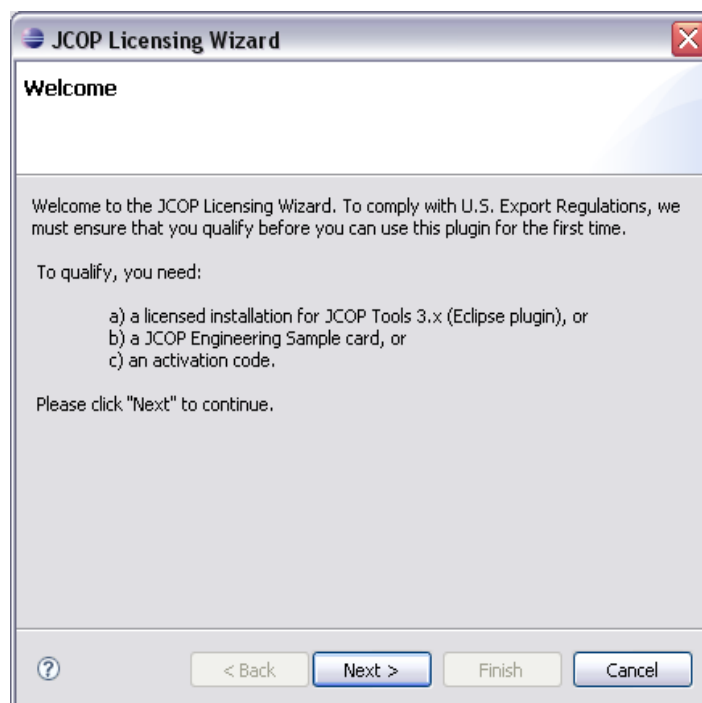 JCOP Licensing Wizard
Welcome
Welcome to the JCOP Licensing Wizard. To comply with U.S. Export Regulations, we
must ensure that you qualify before you can use this plugin for the first time.
To qualify, you need:
a) a licensed installation for JCOP Tools 3.x (Eclipse plugin), or
b) a JCOP Engineering Sample card, or
c) an activation code.
Please click "Next" to continue.
? < Back Next > Finish Cancel